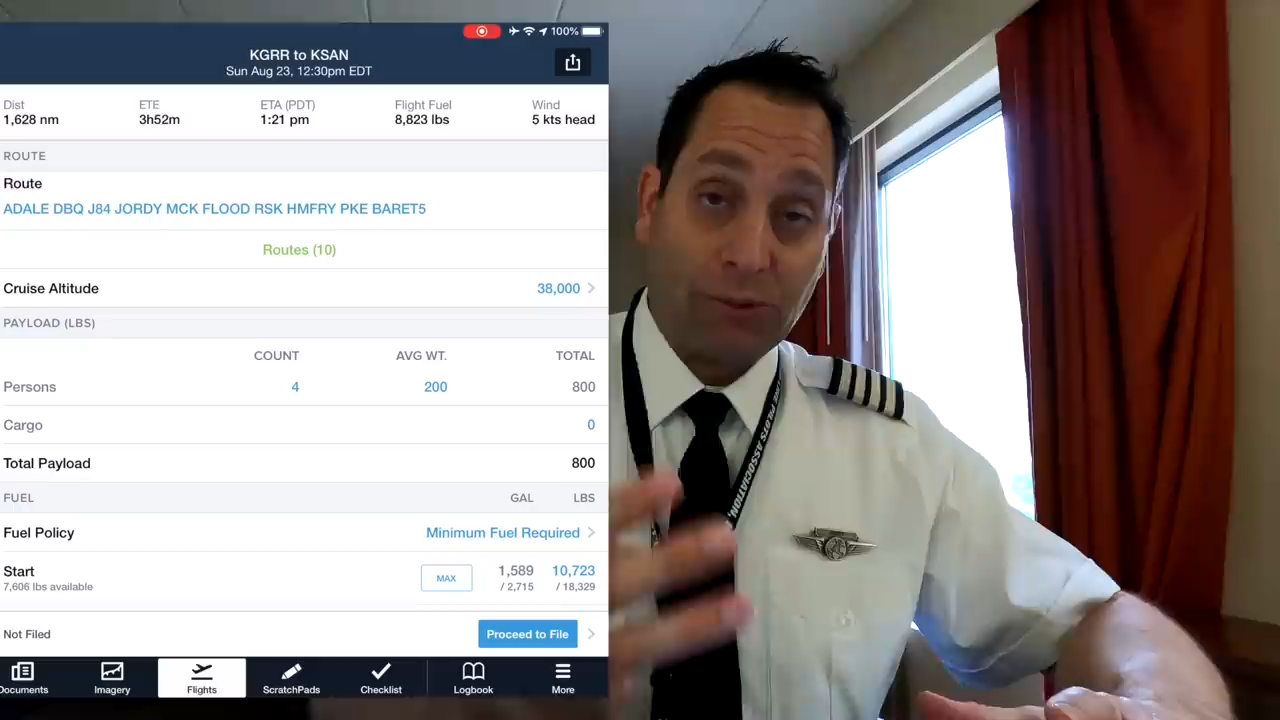 100%
KGRR to KSAN
Sun Aug 23, 12:30pm EDT
Dist ETE ETA (PDT) Flight Fuel Wind
1,628 nm 3h52m 1:21 pm 8,823 lbs 5 kts head
ROUTE
Route
ADALE DBQ J84 JORDY MCK FLOOD RSK HMFRY PKE BARET5
Routes (10)
Cruise Altitude 38,000
PAYLOAD (LBS)
COUNT AVG WT. TOTAL
Persons 4 200 800
Cargo 0
Total Payload 800
FUEL GAL LBS
Fuel Policy Minimum Fuel Required
Start MAX 1,589 10,723
7,606 lbs available / 2,715 / 18,329
Not Filed Proceed to File
Documents Imagery Flights ScratchPads Checklist Logbook More
PILOTS ASSOCIATION,